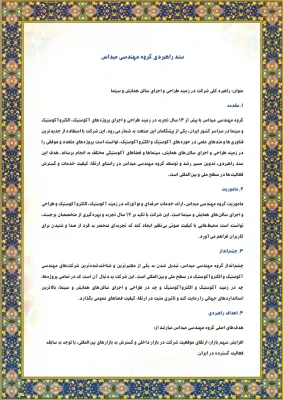 سند راهبردی گروه مهندسی میداس
عنوان: راهبرد کلی شرکت در زمینه طراحی و اجرای سالن همایش و سینما
۱. مقدمه
گروه مهندسی میداس با بیش از ۱۲ سال تجربه در زمینه طراحی و اجرای پروژه‌های آکوستیک، الکتروآکوستیک
و سینما در سراسر کشور ایران، یکی از پیشگامان این صنعت به شمار می‌رود. این شرکت با استفاده از جدیدترین
فناوری‌ها و متدهای علمی در حوزه آکوستیک و الکتروآکوستیک، توانسته است پروژه‌های متعدد و موفقی را
در زمینه طراحی و اجرای سالن‌های همایش، سینماها و فضاهای آکوستیکی مختلف به انجام برساند. هدف این
سند راهبردی، تدوین مسیر رشد و توسعه گروه مهندسی میداس در راستای ارتقاء کیفیت خدمات و گسترش
فعالیت‌ها در سطح ملی و بین‌المللی است.
۲. ماموریت
ماموریت گروه مهندسی میداس، ارائه خدمات حرفه‌ای و نوآورانه در زمینه آکوستیک، الکتروآکوستیک و طراحی
و اجرای سالن‌های همایش و سینما است. این شرکت با تکیه بر ۱۲ سال تجربه و بهره‌گیری از متخصصان برجسته،
توانسته است محیط‌هایی با کیفیت صوتی بی‌نظیر ایجاد کند که تجربه‌ای منحصر به فرد از صدا و شنیدن برای
کاربران فراهم می‌آورد.
۳. چشم‌انداز
چشم‌انداز گروه مهندسی میداس، تبدیل شدن به یکی از معتبرترین و شناخته‌شده‌ترین شرکت‌های مهندسی
آکوستیک و الکتروآکوستیک در سطح ملی و بین‌المللی است. این شرکت به دنبال آن است که در تمامی پروژه‌ها،
چه در زمینه آکوستیک و الکتروآکوستیک و چه در طراحی و اجرای سالن‌های همایش و سینما، بالاترین
استانداردهای جهانی را رعایت کند و تاثیری مثبت در ارتقاء کیفیت فضاهای عمومی بگذارد.
۴. اهداف راهبردی
هدف‌های اصلی گروه مهندسی میداس عبارتند از:
افزایش سهم بازار: ارتقای موقعیت شرکت در بازار داخلی و گسترش به بازارهای بین‌المللی، با توجه به سابقه
فعالیت گسترده در ایران.